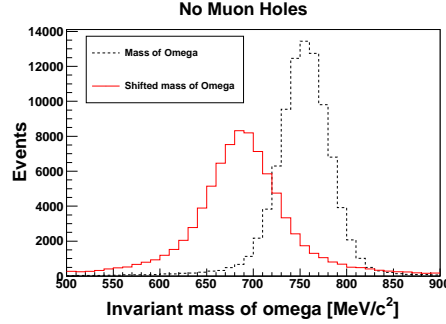 No Muon Holes
14000
12000
10000
8000
6000
4000
2000
0
Events
Mass of Omega
Shifted mass of Omega
500 550 600 650 700 750 800 850 900
Invariant mass of omega [MeV/c²]